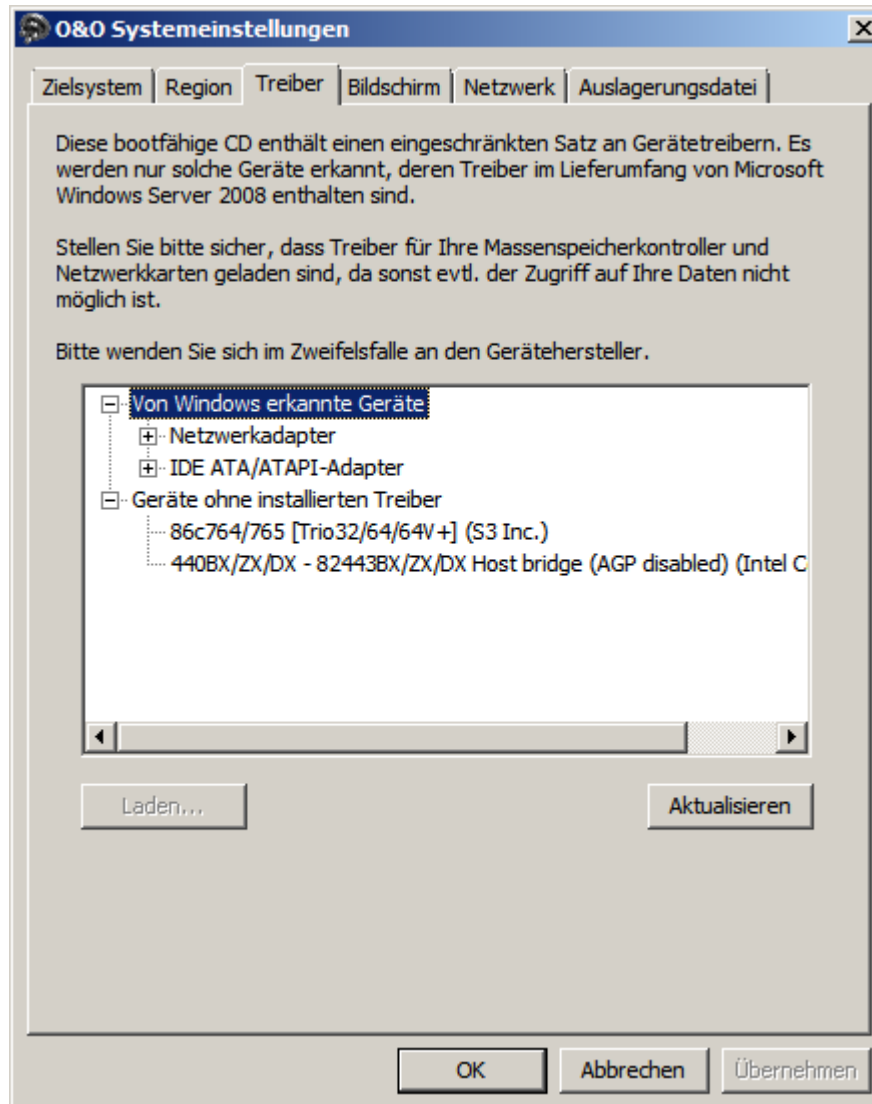 O&O Systemeinstellungen
Zielsystem Region Treiber Bildschirm Netzwerk Auslagerungsdatei
Diese bootfähige CD enthält einen eingeschränkten Satz an Gerätetreibern. Es
werden nur solche Geräte erkannt, deren Treiber im Lieferumfang von Microsoft
Windows Server 2008 enthalten sind.
Stellen Sie bitte sicher, dass Treiber für Ihre Massenspeicherkontroller und
Netzwerkkarten geladen sind, da sonst evtl. der Zugriff auf Ihre Daten nicht
möglich ist.
Bitte wenden Sie sich im Zweifelsfalle an den Gerätehersteller.
Von Windows erkannte Geräte
Netzwerkadapter
IDE ATA/ATAPI-Adapter
Geräte ohne installierten Treiber
86c764/765 [Trio32/64/64V+] (S3 Inc.)
440BX/ZX/DX - 82443BX/ZX/DX Host bridge (AGP disabled) (Intel C
Laden... Aktualisieren
OK Abbrechen Übernehmen